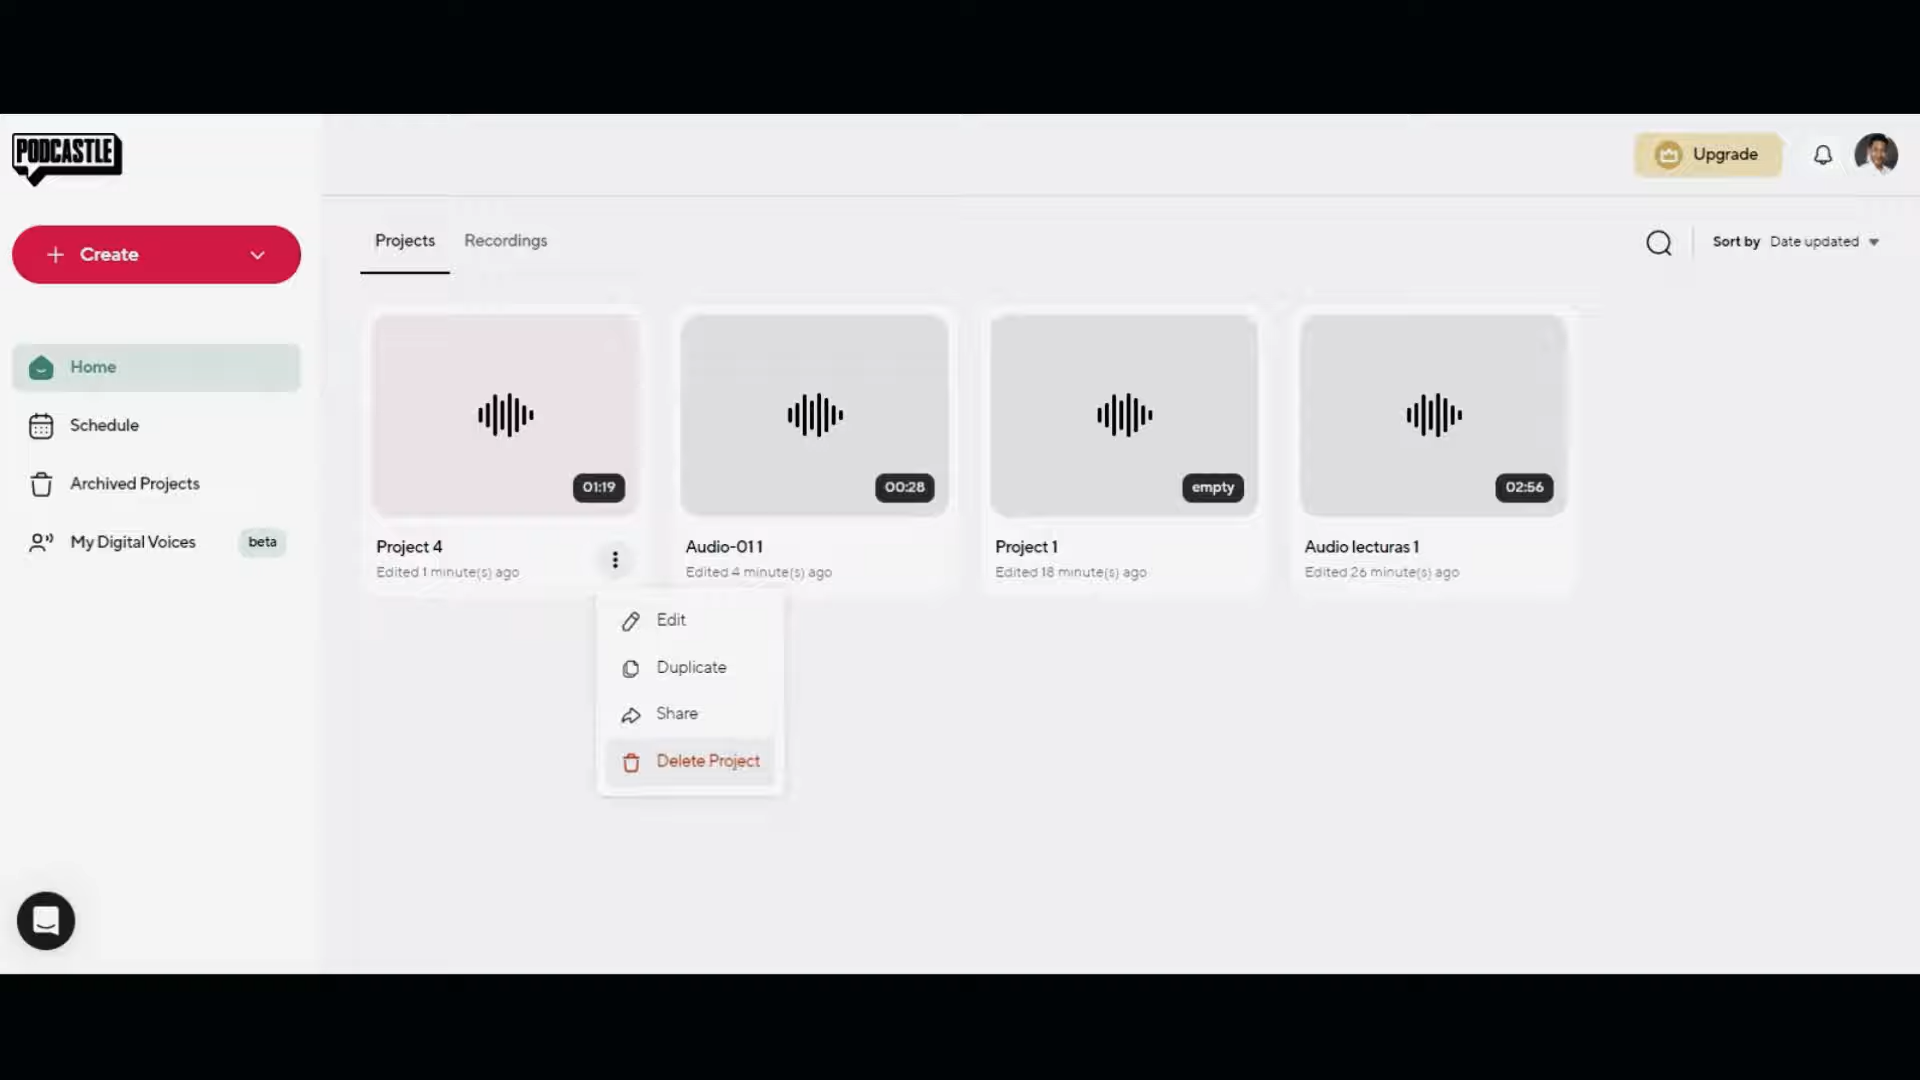 PODCASTLE
Upgrade
Create
Projects
Recordings
Sort by Date updated
Home
Schedule
Archived Projects
My Digital Voices
beta
01:19
00:28
empty
02:56
Project 4
Edited 1 minute(s) ago
Audio-011
Edited 4 minute(s) ago
Project 1
Edited 18 minute(s) ago
Audio lecturas 1
Edited 26 minute(s) ago
Edit
Duplicate
Share
Delete Project